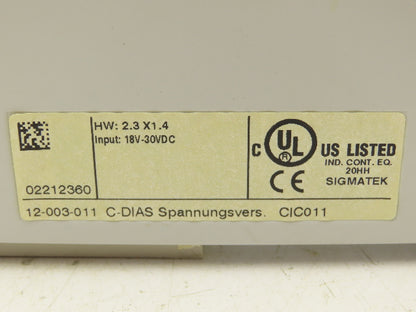 HW: 2.3 X1.4
Input: 18V-30VDC
02212360
C UL ® US LISTED
IND. CONT. EQ.
20HH
CE SIGMATEK
12-003-011 C-DIAS Spannungsvers. CIC011